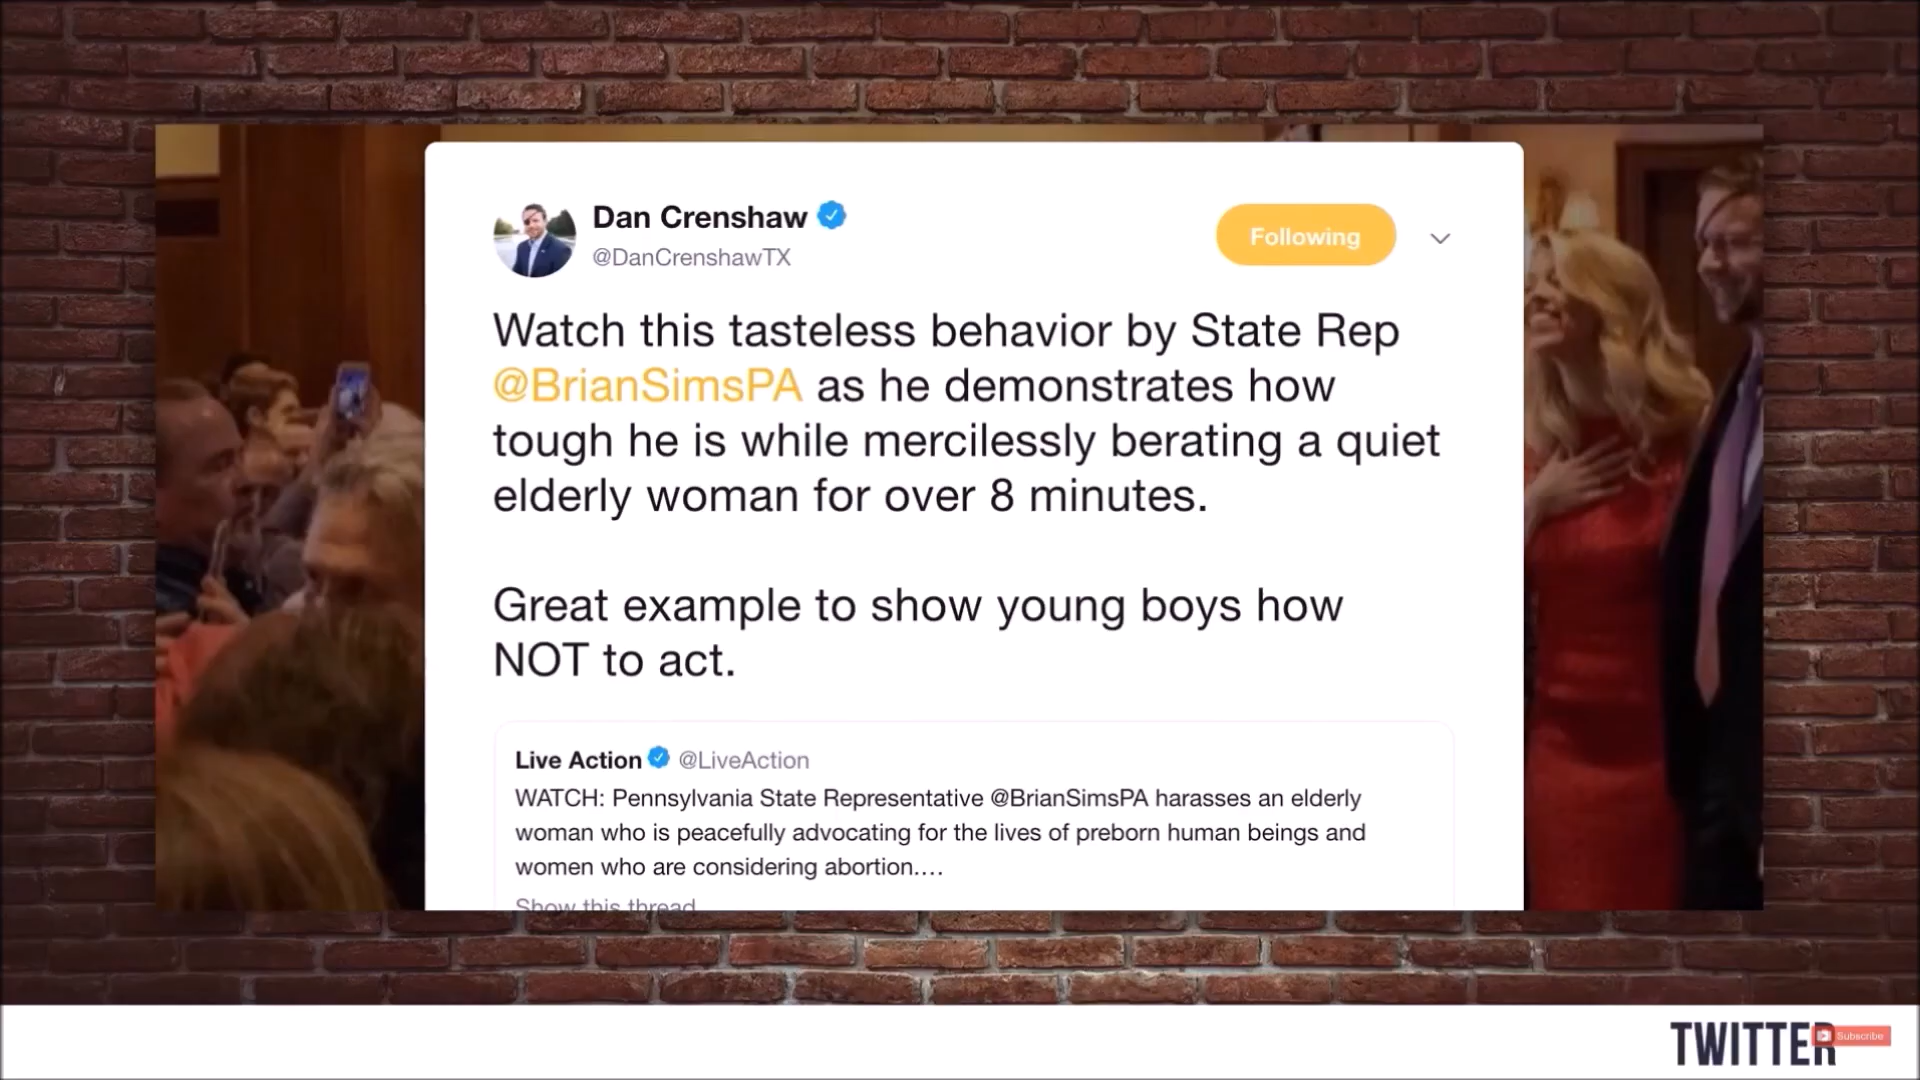 Dan Crenshaw
@DanCrenshawTX
Following
Watch this tasteless behavior by State Rep
@BrianSimsPA as he demonstrates how
tough he is while mercilessly berating a quiet
elderly woman for over 8 minutes.
Great example to show young boys how
NOT to act.
Live Action @LiveAction
WATCH: Pennsylvania State Representative @BrianSimsPA harasses an elderly
woman who is peacefully advocating for the lives of preborn human beings and
women who are considering abortion....
Show this thread
TWITTER
Subscribe